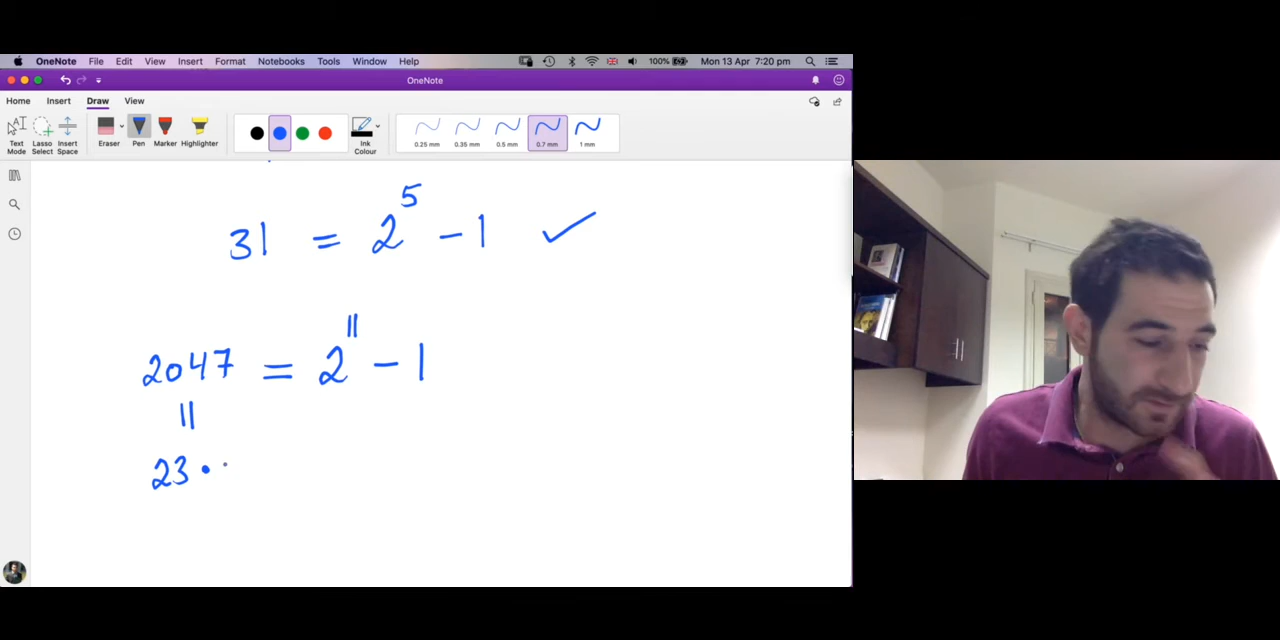 OneNote File Edit View Insert Format Notebooks Tools Window Help 100% Mon 13 Apr 7:20 pm
OneNote
Home Insert Draw View
Text Mode Lasso Select Insert Space Eraser Pen Marker Highlighter Ink Colour 0.25 mm 0.35 mm 0.5 mm 0.7 mm 1 mm
31 = 2^5 - 1 ✓
2047 = 2^11 - 1
||
23 •